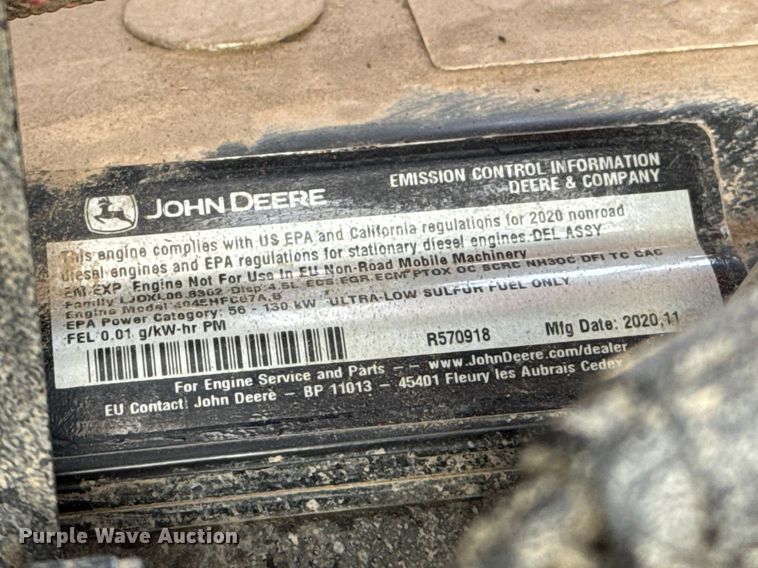 JOHN DEERE
EMISSION CONTROL INFORMATION
DEERE & COMPANY
This engine complies with US EPA and California regulations for 2020 nonroad
diesel engines and EPA regulations for stationary diesel engines. DEL ASSY
EM EXP. Engine Not For Use In EU Non-Road Mobile Machinery
Family Disp 4.5L ECS EGR ECM PTOX OC SCRC NH3OC DFI TC CAC
Engine Model
EPA Power Category: 56 - 130 kW ULTRA-LOW SULFUR FUEL ONLY
FEL 0.01 g/kW-hr PM
R570918 Mfg Date: 2020,11
For Engine Service and Parts -- www.JohnDeere.com/dealer
EU Contact: John Deere - BP 11013 - 45401 Fleury les Aubrais Cedex
Purple Wave Auction®